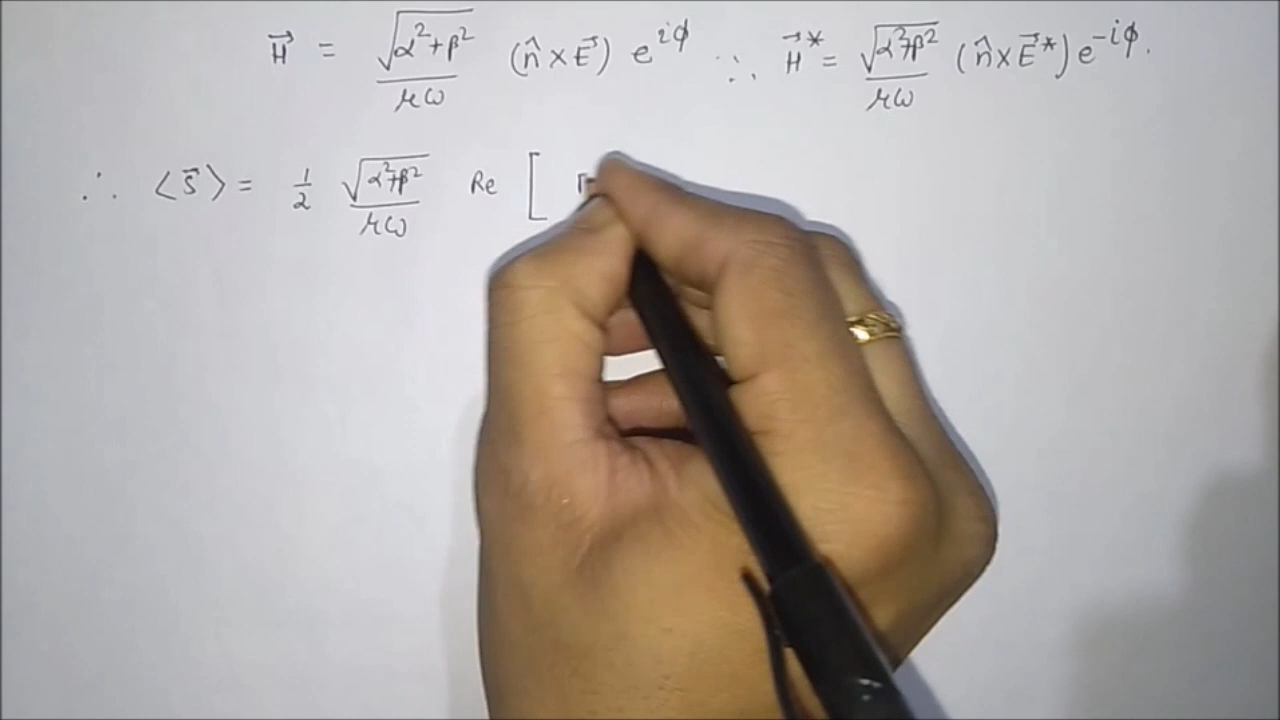 H⃗ = √(α²+β²)/μω (n̂ × E⃗) e^{iφ} ∴ H⃗* = √(α²+β²)/μω (n̂ × E⃗*) e^{-iφ}.
∴ ⟨S⃗⟩ = 1/2 √(α²+β²)/μω Re [